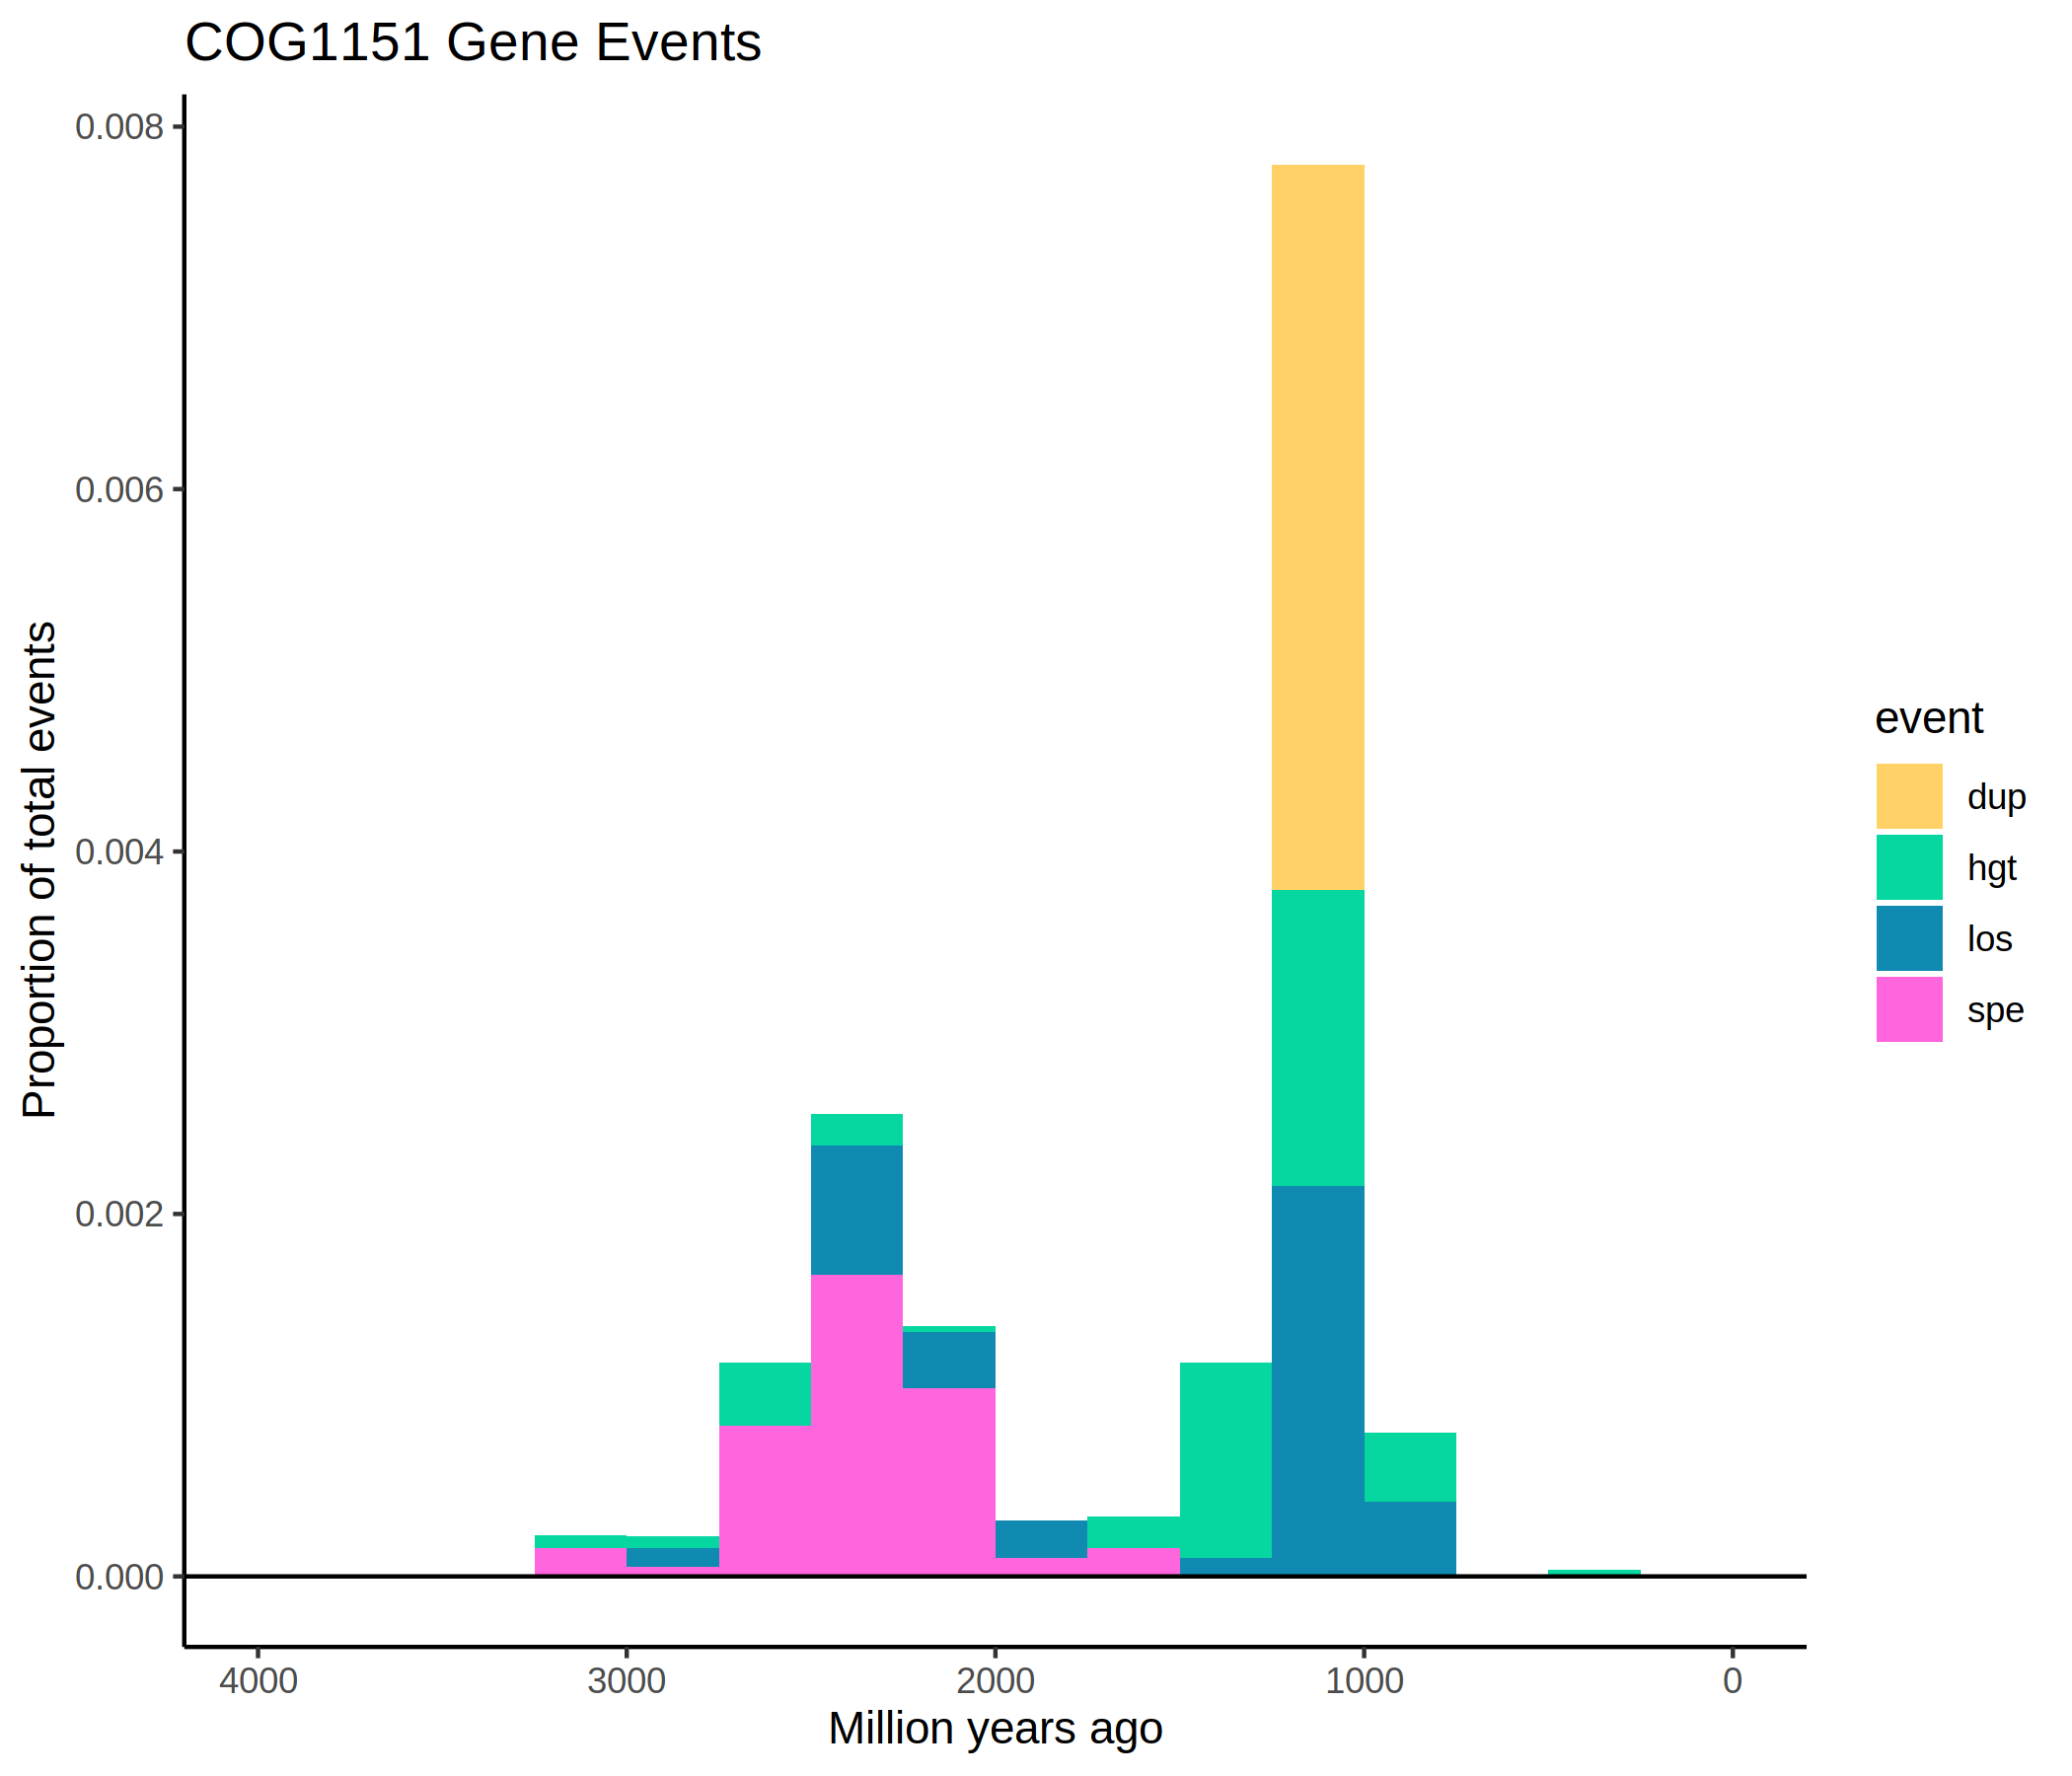 COG1151 Gene Events
0.008
0.006
0.004
0.002
0.000
Proportion of total events
4000 3000 2000 1000 0
Million years ago
event
dup
hgt
los
spe